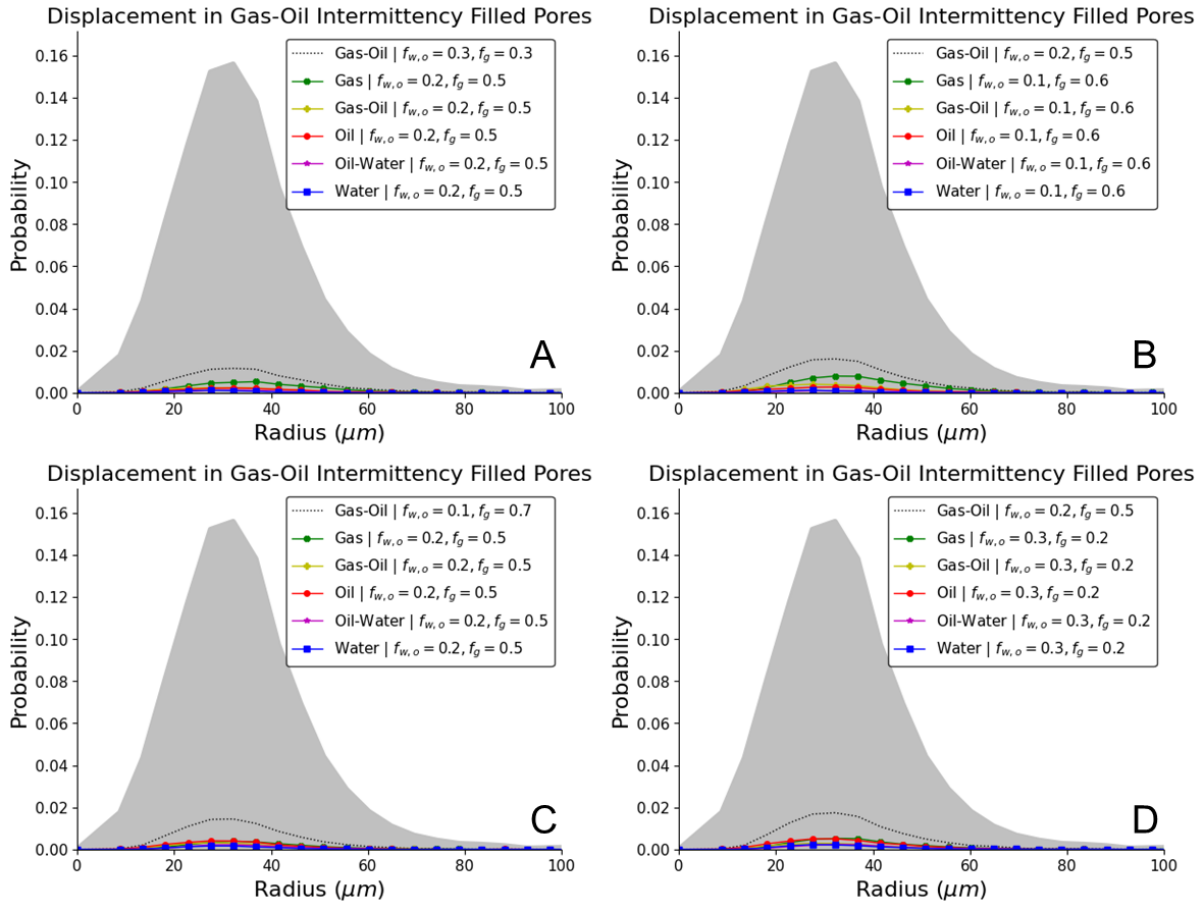 Displacement in Gas-Oil Intermittency Filled Pores
Probability
0.16
0.14
0.12
0.10
0.08
0.06
0.04
0.02
0.00
Gas-Oil | f_{w,o} = 0.3, f_g = 0.3
Gas | f_{w,o} = 0.2, f_g = 0.5
Gas-Oil | f_{w,o} = 0.2, f_g = 0.5
Oil | f_{w,o} = 0.2, f_g = 0.5
Oil-Water | f_{w,o} = 0.2, f_g = 0.5
Water | f_{w,o} = 0.2, f_g = 0.5
A
0 20 40 60 80 100
Radius (μm)
Displacement in Gas-Oil Intermittency Filled Pores
Probability
0.16
0.14
0.12
0.10
0.08
0.06
0.04
0.02
0.00
Gas-Oil | f_{w,o} = 0.2, f_g = 0.5
Gas | f_{w,o} = 0.1, f_g = 0.6
Gas-Oil | f_{w,o} = 0.1, f_g = 0.6
Oil | f_{w,o} = 0.1, f_g = 0.6
Oil-Water | f_{w,o} = 0.1, f_g = 0.6
Water | f_{w,o} = 0.1, f_g = 0.6
B
0 20 40 60 80 100
Radius (μm)
Displacement in Gas-Oil Intermittency Filled Pores
Probability
0.16
0.14
0.12
0.10
0.08
0.06
0.04
0.02
0.00
Gas-Oil | f_{w,o} = 0.1, f_g = 0.7
Gas | f_{w,o} = 0.2, f_g = 0.5
Gas-Oil | f_{w,o} = 0.2, f_g = 0.5
Oil | f_{w,o} = 0.2, f_g = 0.5
Oil-Water | f_{w,o} = 0.2, f_g = 0.5
Water | f_{w,o} = 0.2, f_g = 0.5
C
0 20 40 60 80 100
Radius (μm)
Displacement in Gas-Oil Intermittency Filled Pores
Probability
0.16
0.14
0.12
0.10
0.08
0.06
0.04
0.02
0.00
Gas-Oil | f_{w,o} = 0.2, f_g = 0.5
Gas | f_{w,o} = 0.3, f_g = 0.2
Gas-Oil | f_{w,o} = 0.3, f_g = 0.2
Oil | f_{w,o} = 0.3, f_g = 0.2
Oil-Water | f_{w,o} = 0.3, f_g = 0.2
Water | f_{w,o} = 0.3, f_g = 0.2
D
0 20 40 60 80 100
Radius (μm)